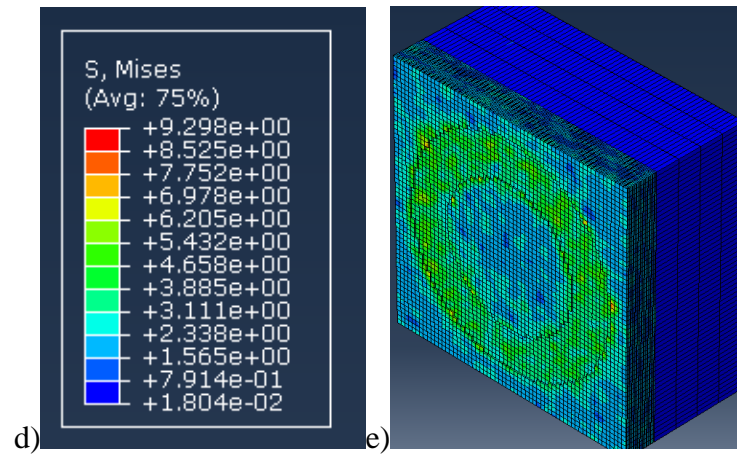 S, Mises
(Avg: 75%)
+9.298e+00
+8.525e+00
+7.752e+00
+6.978e+00
+6.205e+00
+5.432e+00
+4.658e+00
+3.885e+00
+3.111e+00
+2.338e+00
+1.565e+00
+7.914e-01
+1.804e-02
d)
e)